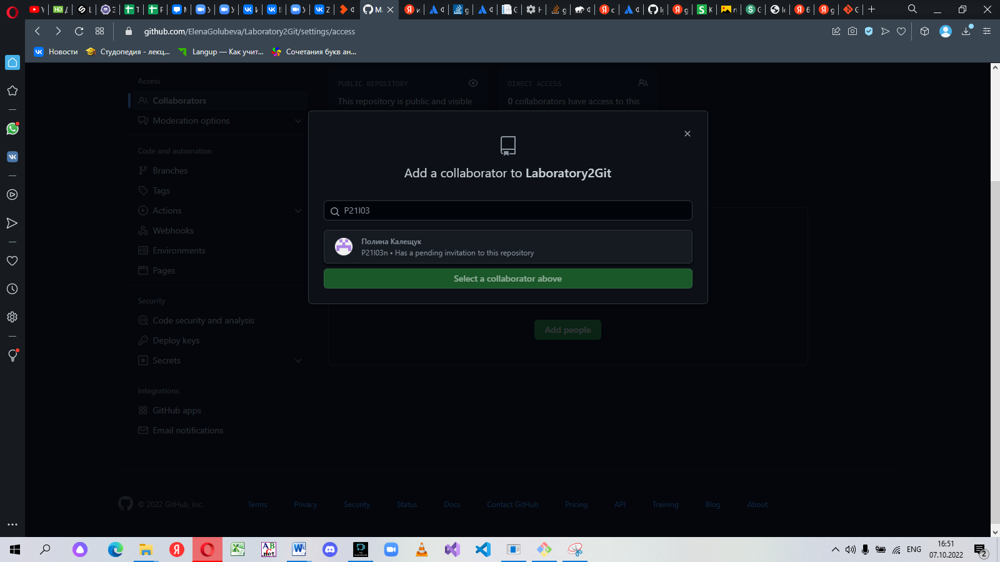 github.com/ElenaGolubeva/Laboratory2Git/settings/access
Новости
Студопедия - лекц...
Langup — Как учит...
Сочетания букв ан...
Access
Collaborators
Moderation options
Code and automation
Branches
Tags
Actions
Webhooks
Environments
Pages
Security
Code security and analysis
Deploy keys
Secrets
Integrations
GitHub apps
Email notifications
PUBLIC REPOSITORY
This repository is public and visible
DIRECT ACCESS
0 collaborators have access to this
Add a collaborator to Laboratory2Git
P21I03
Полина Калещук
P21I03n • Has a pending invitation to this repository
Select a collaborator above
Add people
© 2022 GitHub, Inc.
Terms
Privacy
Security
Status
Docs
Contact GitHub
Pricing
API
Training
Blog
About
ENG
16:51
07.10.2022
2